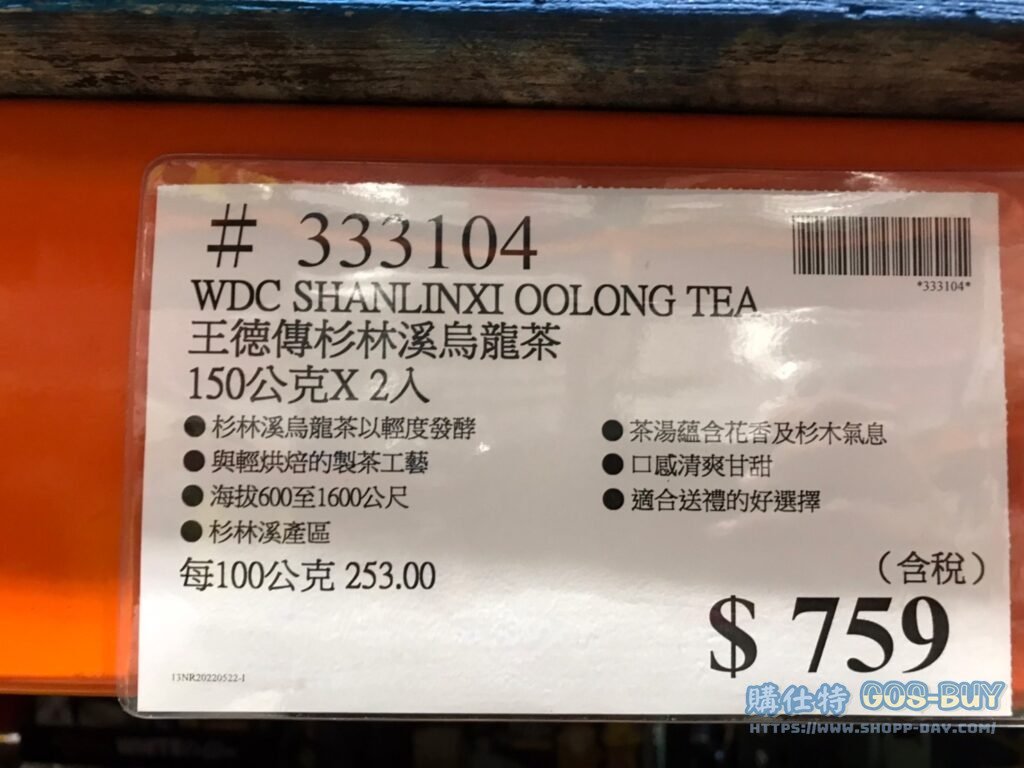 # 333104
*333104*
WDC SHANLINXI OOLONG TEA
王德傳杉林溪烏龍茶
150公克X 2入
● 杉林溪烏龍茶以輕度發酵
● 與輕烘焙的製茶工藝
● 海拔600至1600公尺
● 杉林溪產區
● 茶湯蘊含花香及杉木氣息
● 口感清爽甘甜
● 適合送禮的好選擇
每100公克 253.00
(含稅)
$ 759
13NR20220522-1
購仕特 GOS-BUY
HTTPS://WWW.SHOPP-DAY.COM/